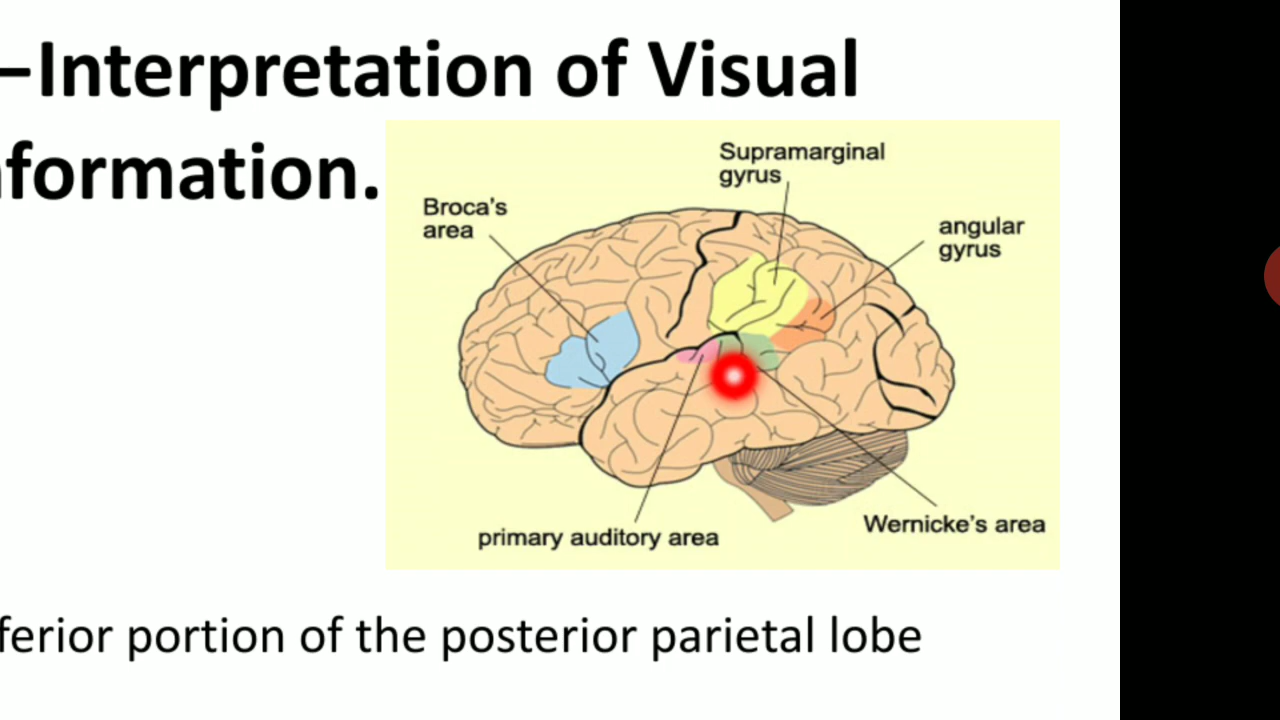 –Interpretation of Visual
nformation.
Supramarginal
gyrus
Broca's
area
angular
gyrus
primary auditory area
Wernicke's area
ferior portion of the posterior parietal lobe